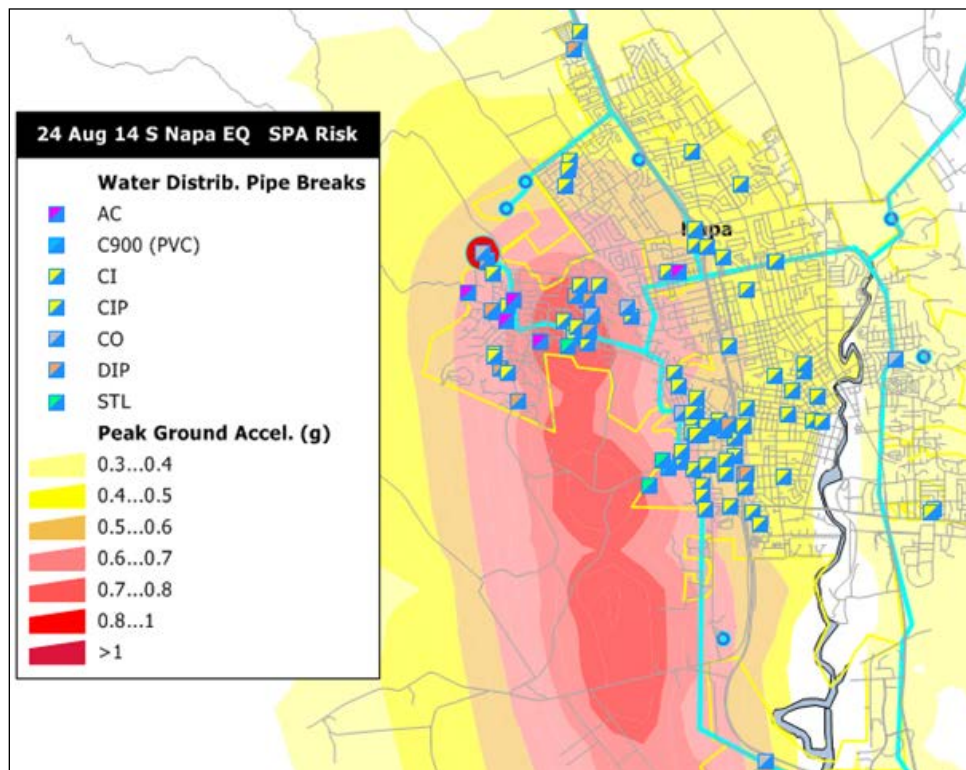 24 Aug 14 S Napa EQ SPA Risk
Water Distrib. Pipe Breaks
AC
C900 (PVC)
CI
CIP
CO
DIP
STL
Peak Ground Accel. (g)
0.3...0.4
0.4...0.5
0.5...0.6
0.6...0.7
0.7...0.8
0.8...1
>1
Napa